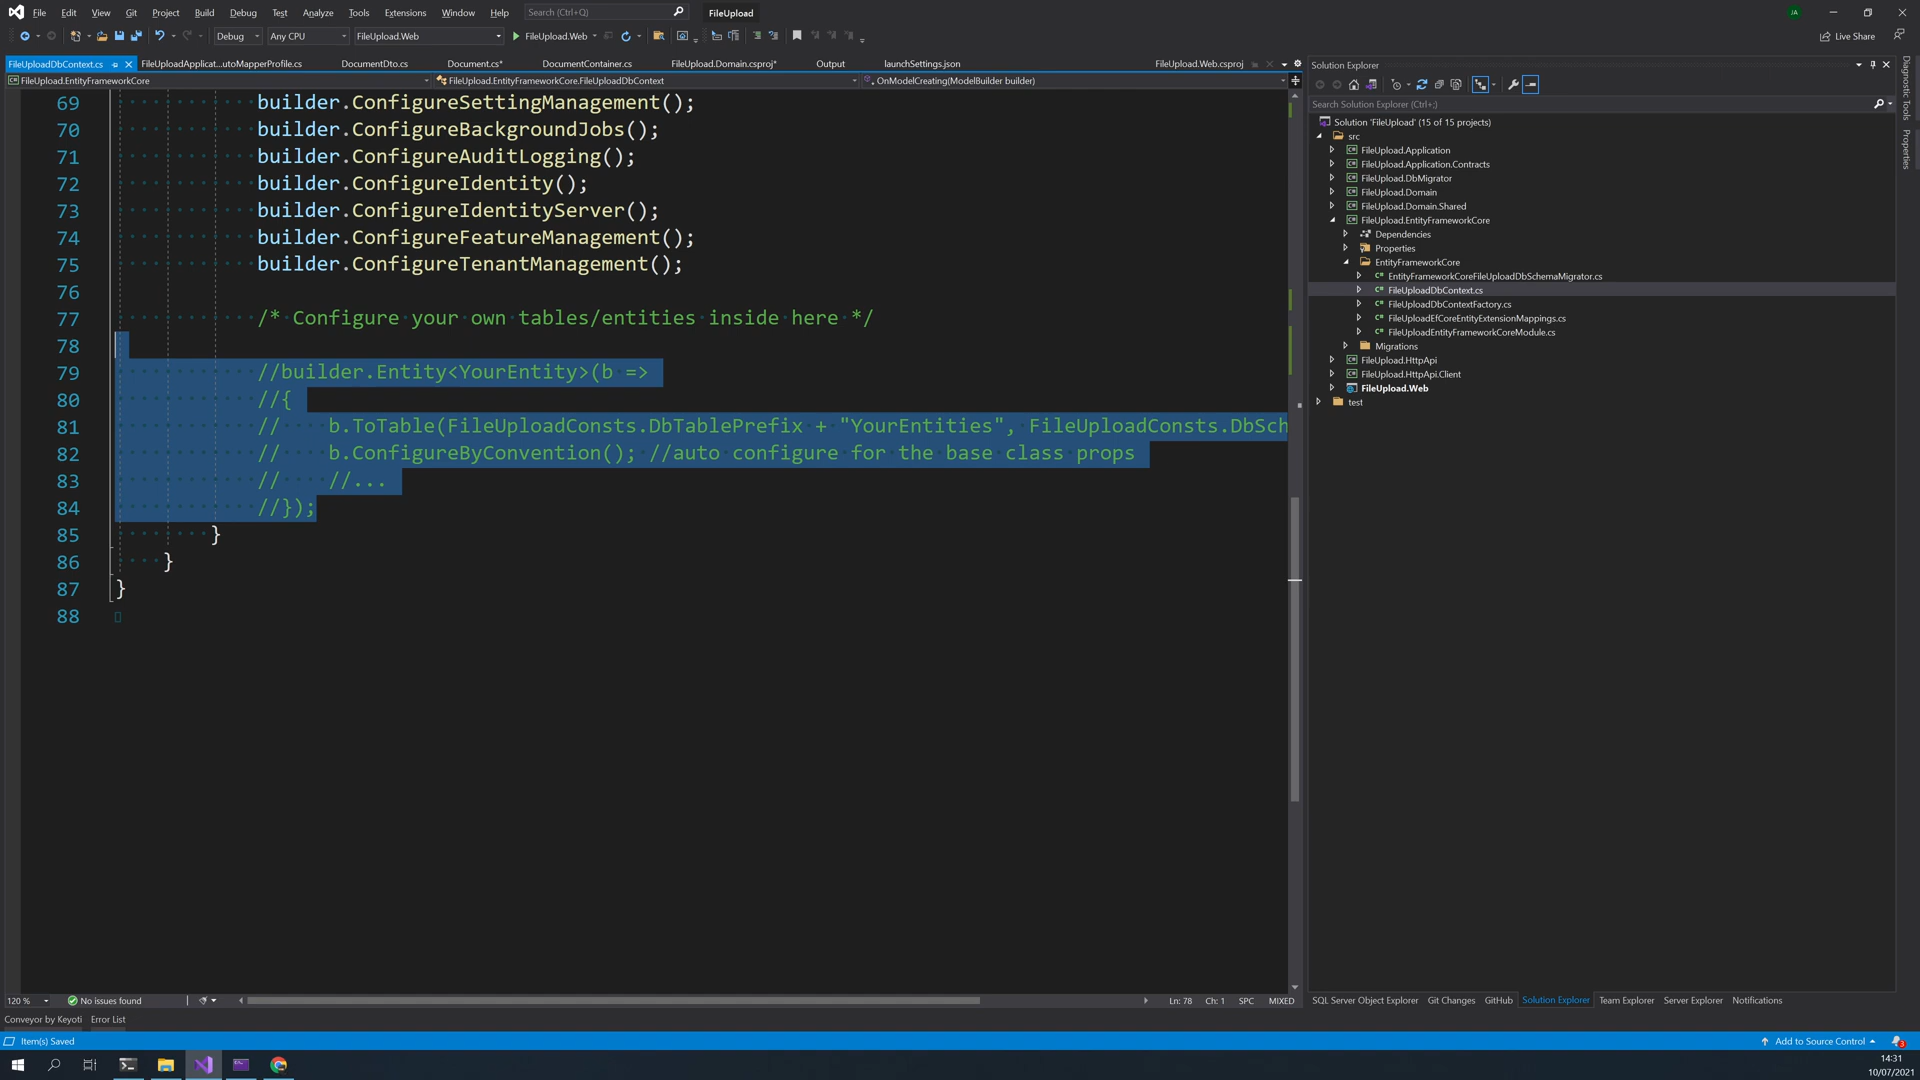 File Edit View Git Project Build Debug Test Analyze Tools Extensions Window Help Search (Ctrl+Q) FileUpload JA
Debug Any CPU FileUpload.Web FileUpload.Web Live Share
FileUploadDbContext.cs FileUploadApplicat...utoMapperProfile.cs DocumentDto.cs Document.cs* DocumentContainer.cs FileUpload.Domain.csproj* Output launchSettings.json FileUpload.Web.csproj
FileUpload.EntityFrameworkCore FileUpload.EntityFrameworkCore.FileUploadDbContext OnModelCreating(ModelBuilder builder)
69 builder.ConfigureSettingManagement();
70 builder.ConfigureBackgroundJobs();
71 builder.ConfigureAuditLogging();
72 builder.ConfigureIdentity();
73 builder.ConfigureIdentityServer();
74 builder.ConfigureFeatureManagement();
75 builder.ConfigureTenantManagement();
76
77 /* Configure your own tables/entities inside here */
78
79 //builder.Entity<YourEntity>(b =>
80 //{
81 // b.ToTable(FileUploadConsts.DbTablePrefix + "YourEntities", FileUploadConsts.DbSch
82 // b.ConfigureByConvention(); //auto configure for the base class props
83 // //...
84 //});
85 }
86 }
87 }
88
120 % No issues found Ln: 78 Ch: 1 SPC MIXED
Solution Explorer
Search Solution Explorer (Ctrl+;)
Solution 'FileUpload' (15 of 15 projects)
src
FileUpload.Application
FileUpload.Application.Contracts
FileUpload.DbMigrator
FileUpload.Domain
FileUpload.Domain.Shared
FileUpload.EntityFrameworkCore
Dependencies
Properties
EntityFrameworkCore
EntityFrameworkCoreFileUploadDbSchemaMigrator.cs
FileUploadDbContext.cs
FileUploadDbContextFactory.cs
FileUploadEfCoreEntityExtensionMappings.cs
FileUploadEntityFrameworkCoreModule.cs
Migrations
FileUpload.HttpApi
FileUpload.HttpApi.Client
FileUpload.Web
test
SQL Server Object Explorer Git Changes GitHub Solution Explorer Team Explorer Server Explorer Notifications
Diagnostic Tools
Properties
Conveyor by Keyoti Error List
Item(s) Saved Add to Source Control 3
14:31
10/07/2021